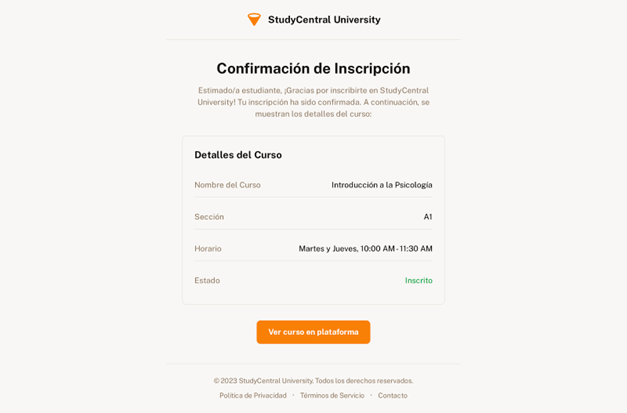 StudyCentral University
Confirmación de Inscripción
Estimado/a estudiante, ¡Gracias por inscribirte en StudyCentral
University! Tu inscripción ha sido confirmada. A continuación, se
muestran los detalles del curso:
Detalles del Curso
Nombre del Curso Introducción a la Psicología
Sección A1
Horario Martes y Jueves, 10:00 AM - 11:30 AM
Estado Inscrito
Ver curso en plataforma
© 2023 StudyCentral University. Todos los derechos reservados.
Política de Privacidad • Términos de Servicio • Contacto